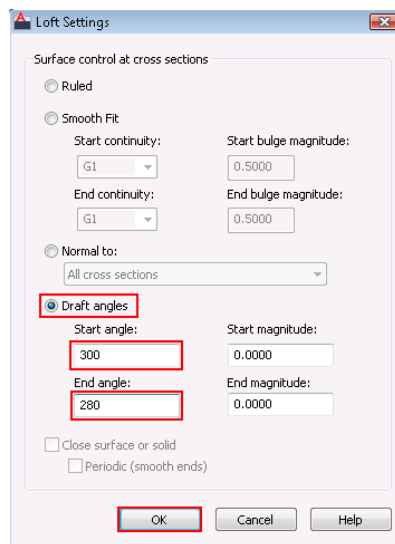 Loft Settings
Surface control at cross sections
Ruled
Smooth Fit
Start continuity: Start bulge magnitude:
G1 0.5000
End continuity: End bulge magnitude:
G1 0.5000
Normal to:
All cross sections
Draft angles
Start angle: Start magnitude:
300 0.0000
End angle: End magnitude:
280 0.0000
Close surface or solid
Periodic (smooth ends)
OK Cancel Help